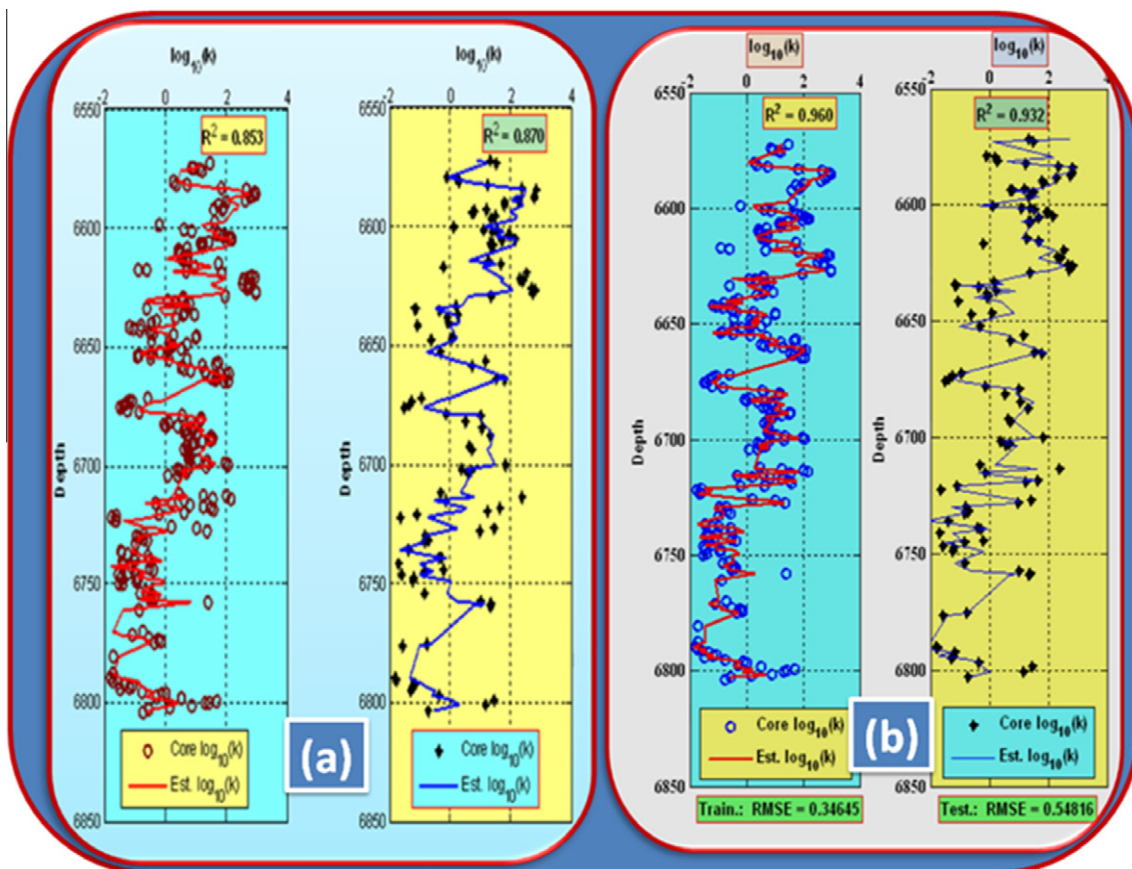 log10(k)
-2 0 2 4
6550
6600
6650
6700
6750
6800
6850
Depth
R² = 0.853
Core log10(k)
Est. log10(k)
log10(k)
-2 0 2 4
6550
6600
6650
6700
6750
6800
6850
Depth
R² = 0.870
Core log10(k)
Est. log10(k)
(a)
log10(k)
-2 0 2 4
6550
6600
6650
6700
6750
6800
6850
Depth
R² = 0.960
Core log10(k)
Est. log10(k)
Train.: RMSE = 0.34645
log10(k)
-2 0 2 4
6550
6600
6650
6700
6750
6800
6850
Depth
R² = 0.932
Core log10(k)
Est. log10(k)
Test.: RMSE = 0.54816
(b)